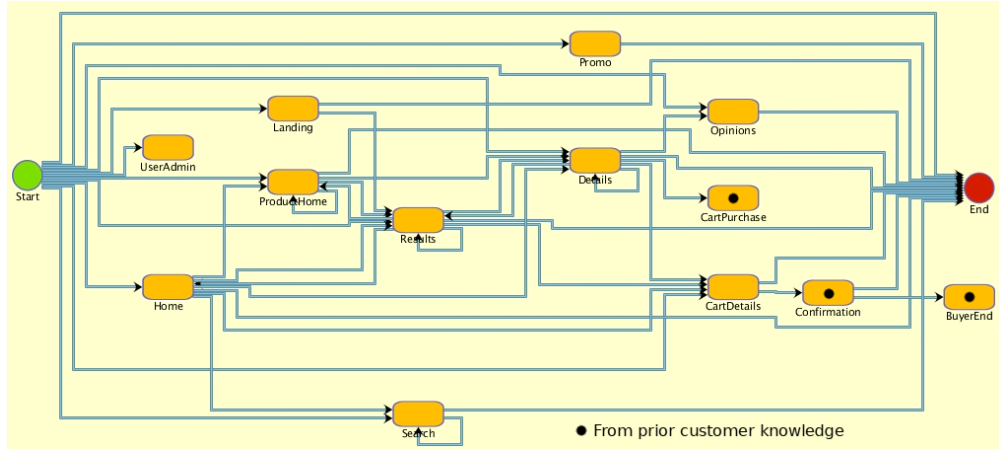 Promo
Landing
Opinions
UserAdmin
Start
ProductHome
Details
End
CartPurchase
Results
Home
CartDetails
Confirmation
BuyerEnd
Search
From prior customer knowledge